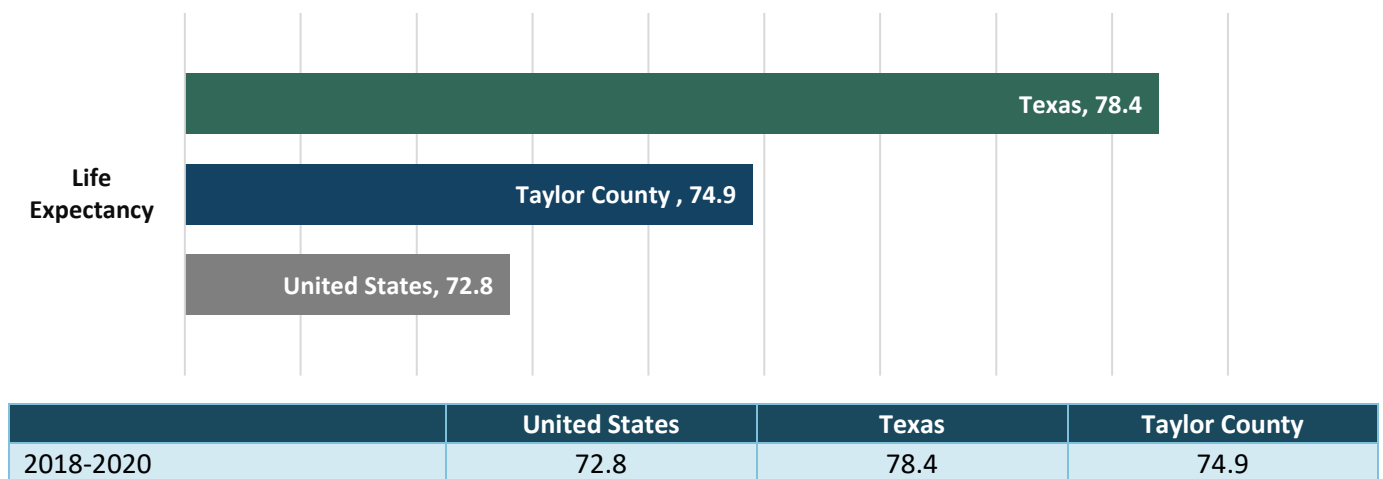 Texas, 78.4
Life
Expectancy
Taylor County , 74.9
United States, 72.8
United States Texas Taylor County
2018-2020 72.8 78.4 74.9